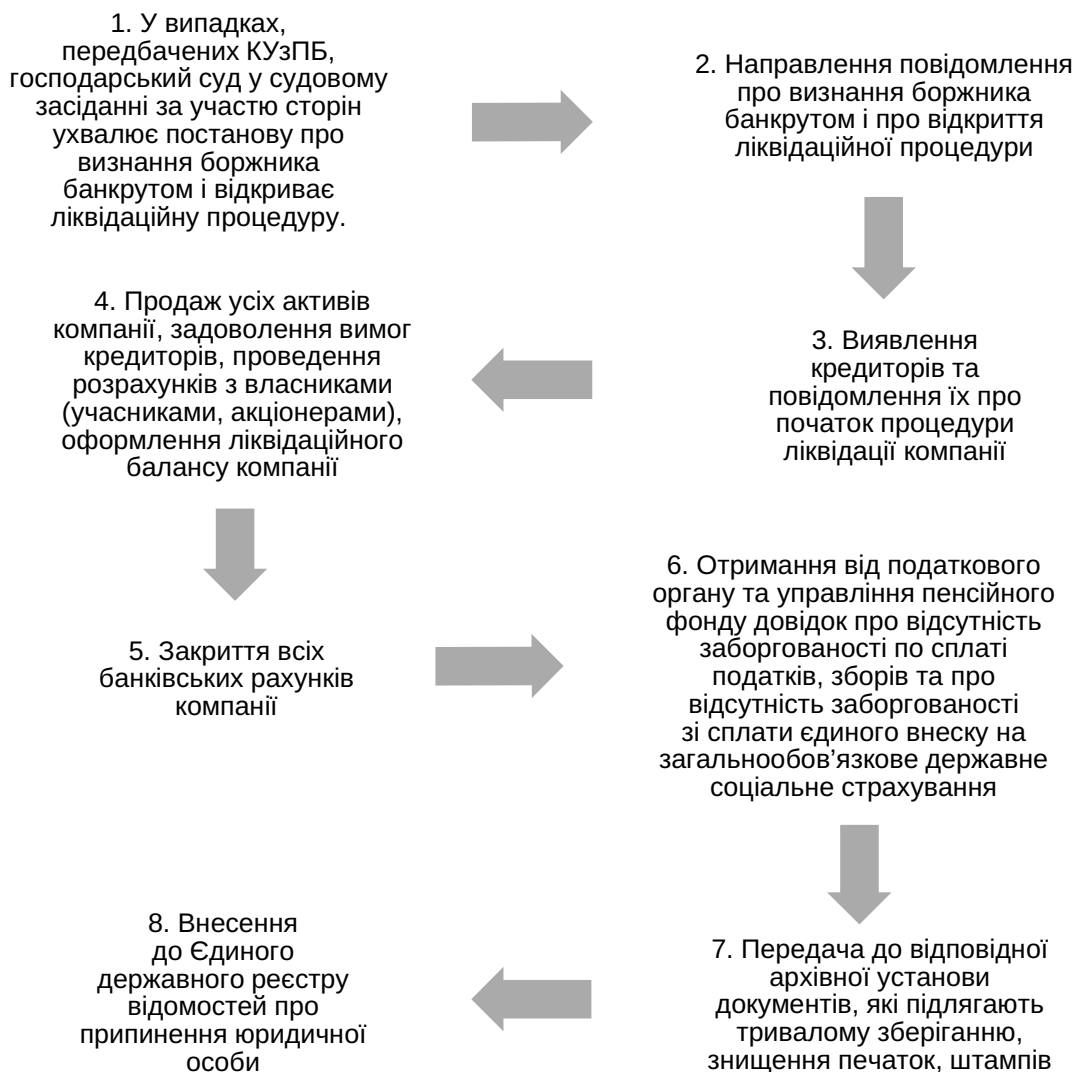 1. У випадках,
передбачених КУзПБ,
господарський суд у судовому
засіданні за участю сторін
ухвалює постанову про
визнання боржника
банкрутом і відкриває
ліквідаційну процедуру.
2. Направлення повідомлення
про визнання боржника
банкрутом і про відкриття
ліквідаційної процедури
3. Виявлення
кредиторів та
повідомлення їх про
початок процедури
ліквідації компанії
4. Продаж усіх активів
компанії, задоволення вимог
кредиторів, проведення
розрахунків з власниками
(учасниками, акціонерами),
оформлення ліквідаційного
балансу компанії
5. Закриття всіх
банківських рахунків
компанії
6. Отримання від податкового
органу та управління пенсійного
фонду довідок про відсутність
заборгованості по сплаті
податків, зборів та про
відсутність заборгованості
зі сплати єдиного внеску на
загальнообов’язкове державне
соціальне страхування
7. Передача до відповідної
архівної установи
документів, які підлягають
тривалому зберіганню,
знищення печаток, штампів
8. Внесення
до Єдиного
державного реєстру
відомостей про
припинення юридичної
особи